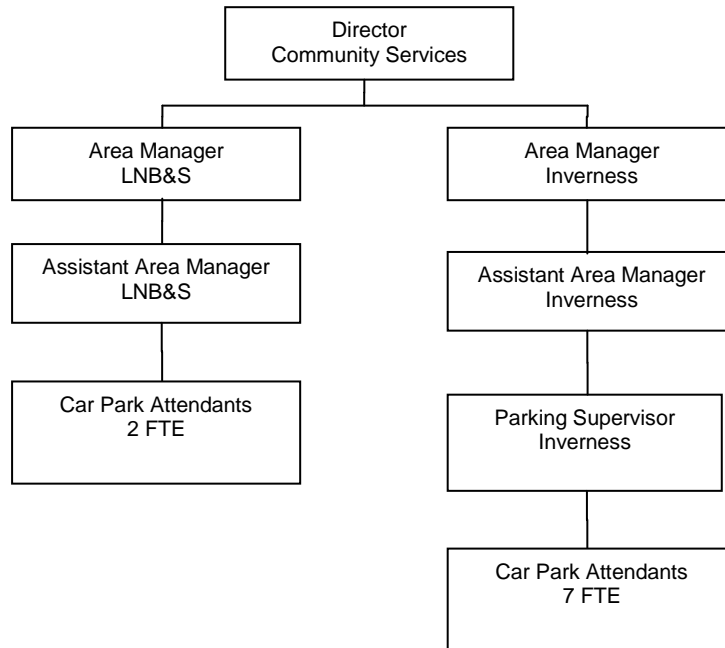 Director
Community Services
Area Manager
LNB&S
Area Manager
Inverness
Assistant Area Manager
LNB&S
Assistant Area Manager
Inverness
Car Park Attendants
2 FTE
Parking Supervisor
Inverness
Car Park Attendants
7 FTE